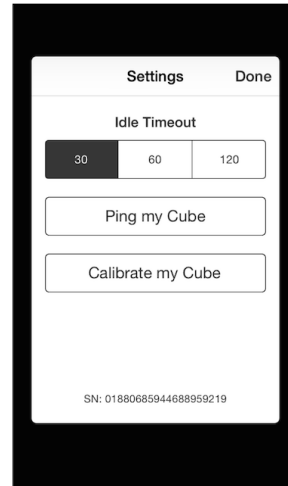 Settings Done
Idle Timeout
30 60 120
Ping my Cube
Calibrate my Cube
SN: 01880685944688959219